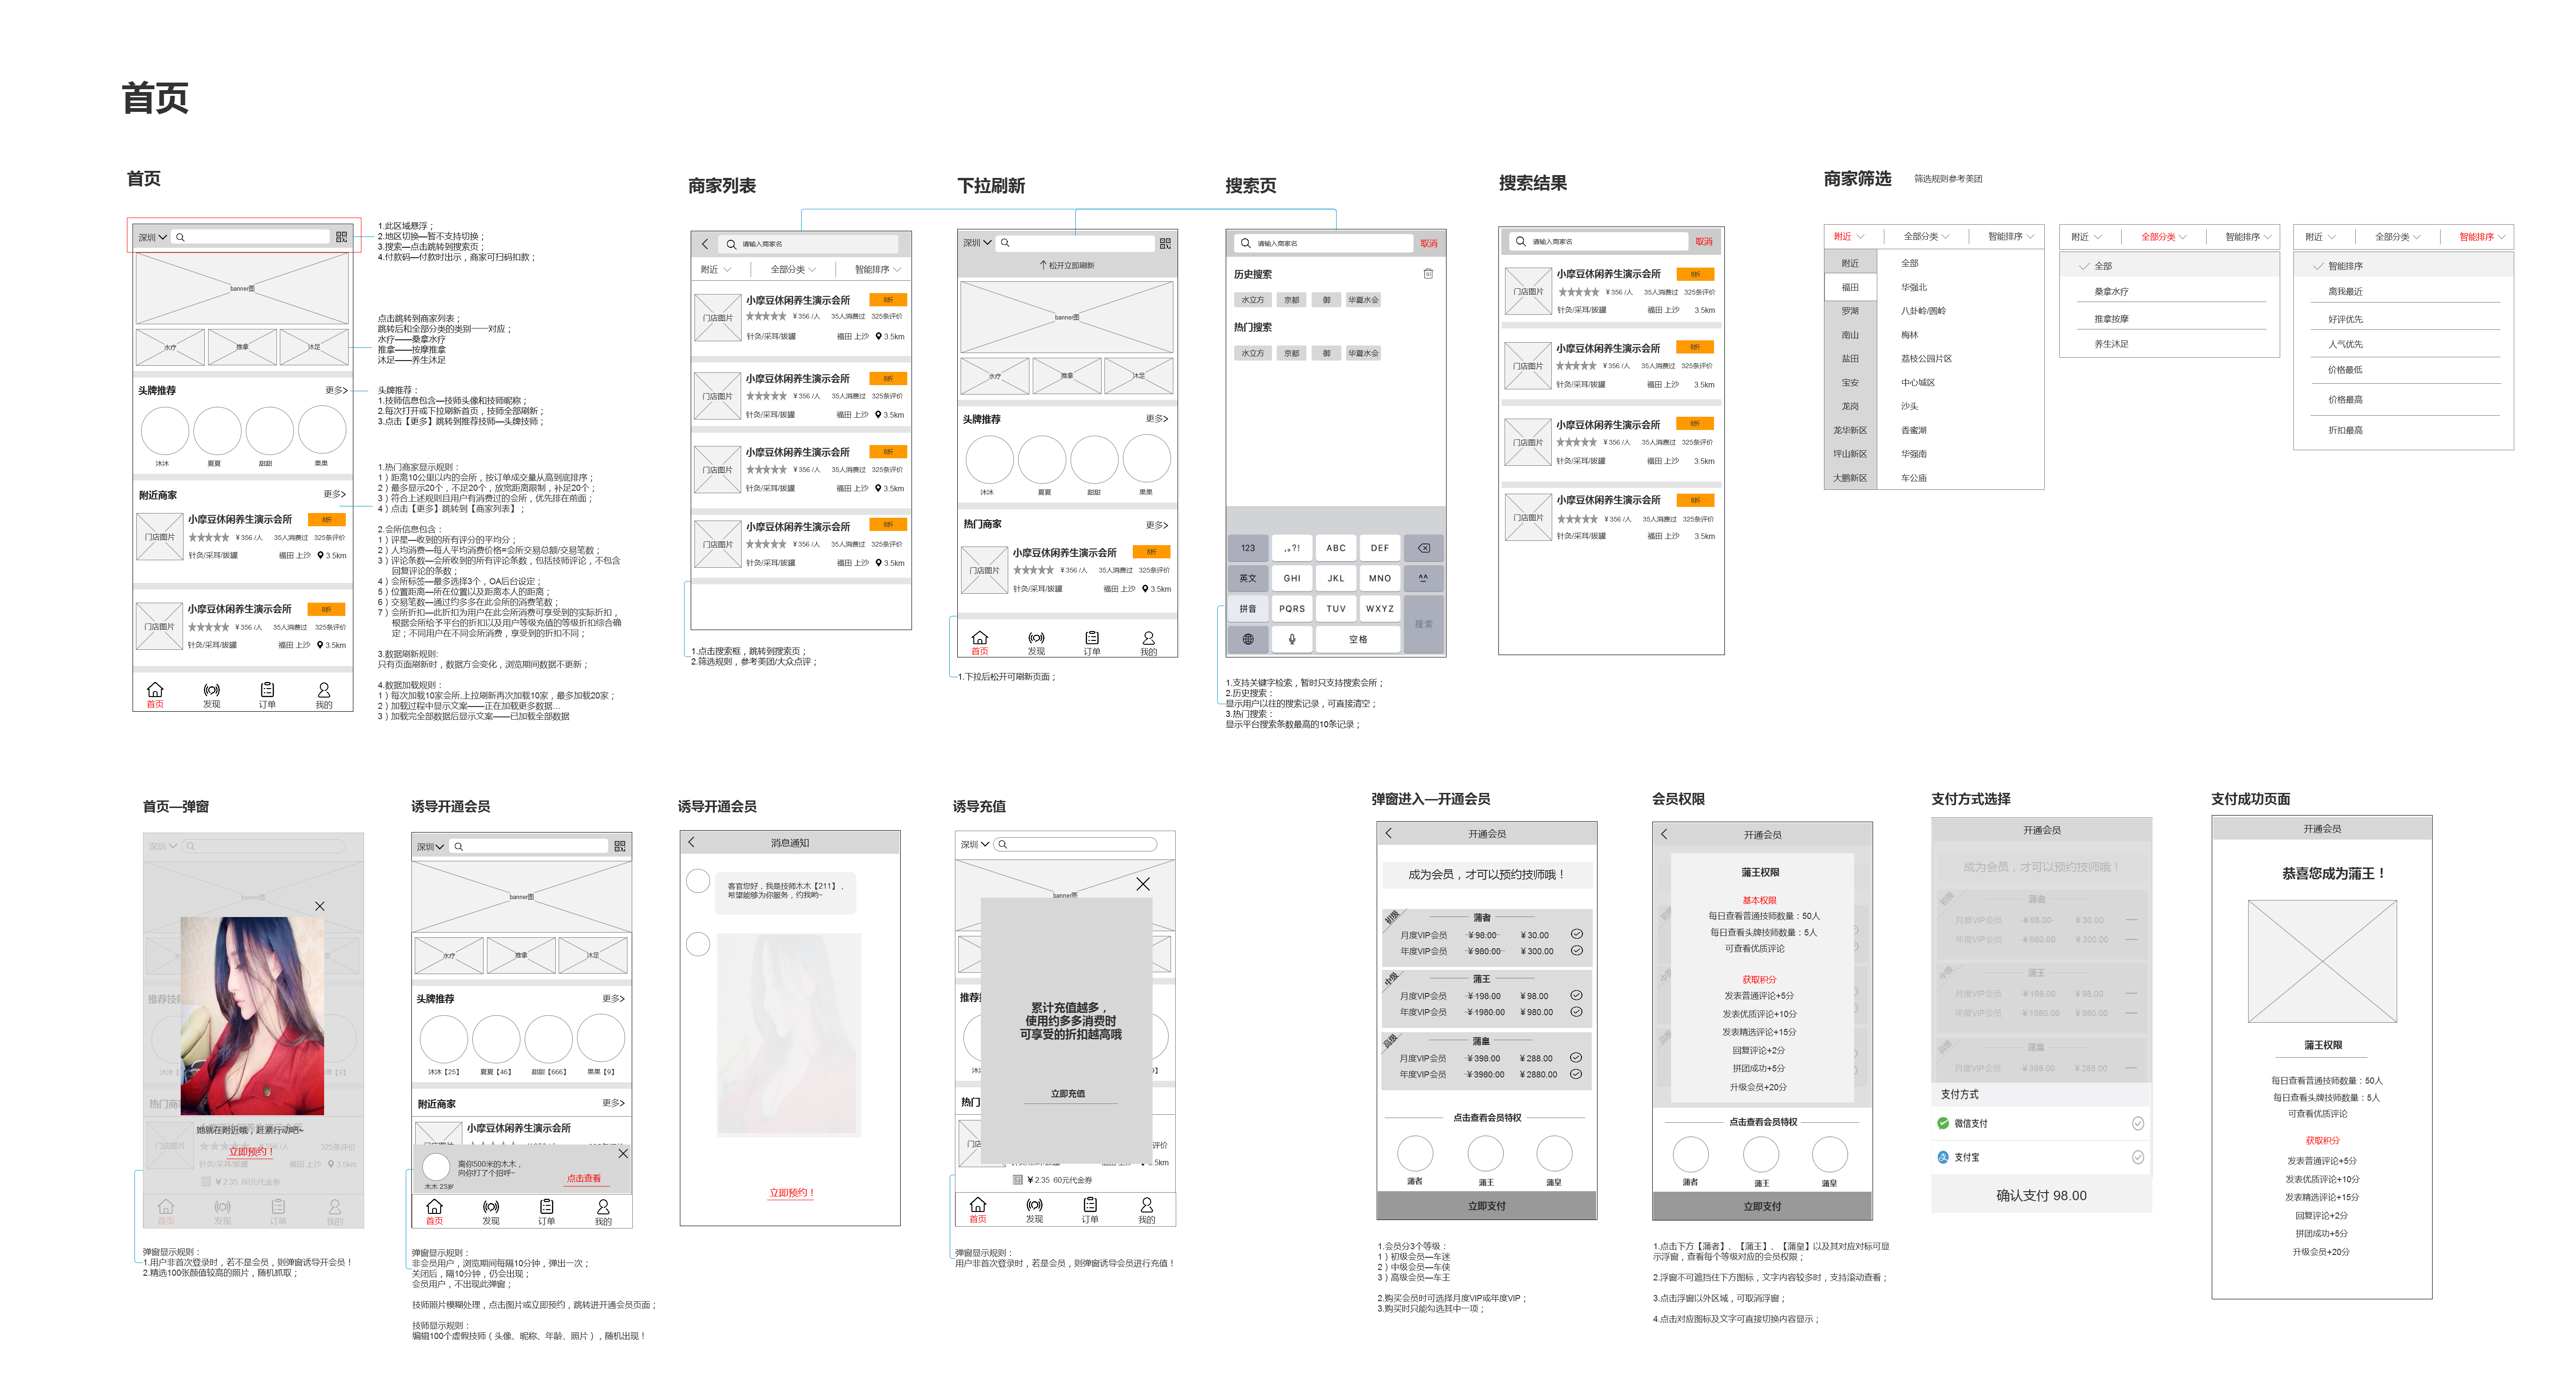 首页
首页
深圳
banner图
水疗
推拿
沐足
头牌推荐
更多>
沐沐
夏夏
甜甜
果果
附近商家
更多>
门店图片
小摩豆休闲养生演示会所
8折
★★★★★ ¥356 /人 35人消费过 325条评价
针灸/采耳/拔罐
福田 上沙 3.5km
门店图片
小摩豆休闲养生演示会所
8折
★★★★★ ¥356 /人 35人消费过 325条评价
针灸/采耳/拔罐
福田 上沙 3.5km
首页
发现
订单
我的
1.此区域悬浮；
2.地区切换—暂不支持切换；
3.搜索—点击跳转到搜索页；
4.付款码—付款时出示，商家可扫码扣款；
点击跳转到商家列表；
跳转后和全部分类的类别一一对应；
水疗——桑拿水疗
推拿——按摩推拿
沐足——养生沐足
头牌推荐：
1.技师信息包含—技师头像和技师昵称；
2.每次打开或下拉刷新首页，技师全部刷新；
3.点击【更多】跳转到推荐技师—头牌技师；
1.热门商家显示规则：
1）距离10公里以内的会所，按订单成交量从高到底排序；
2）最多显示20个，不足20个，放宽距离限制，补足20个；
3）符合上述规则且用户有消费过的会所，优先排在前面；
4）点击【更多】跳转到【商家列表】；
2.会所信息包含：
1）评星—收到的所有评分的平均分；
2）人均消费—每人平均消费价格=会所交易总额/交易笔数；
3）评论条数—会所收到的所有评论条数，包括技师评论，不包含
回复评论的条数；
4）会所标签—最多选择3个，OA后台设定；
5）位置距离—所在位置以及距离本人的距离；
6）交易笔数—通过约多多在此会所的消费笔数；
7）会所折扣—此折扣为用户在此会所消费可享受到的实际折扣，
根据会所给予平台的折扣以及用户等级充值的等级折扣综合确
定；不同用户在不同会所消费，享受到的折扣不同；
3.数据刷新规则:
只有页面刷新时，数据方会变化，浏览期间数据不更新；
4.数据加载规则：
1）每次加载10家会所,上拉刷新再次加载10家，最多加载20家；
2）加载过程中显示文案——正在加载更多数据...
3）加载完全部数据后显示文案——已加载全部数据
商家列表
请输入商家名
附近
全部分类
智能排序
门店图片
小摩豆休闲养生演示会所
8折
★★★★★ ¥356 /人 35人消费过 325条评价
针灸/采耳/拔罐
福田 上沙 3.5km
门店图片
小摩豆休闲养生演示会所
8折
★★★★★ ¥356 /人 35人消费过 325条评价
针灸/采耳/拔罐
福田 上沙 3.5km
门店图片
小摩豆休闲养生演示会所
8折
★★★★★ ¥356 /人 35人消费过 325条评价
针灸/采耳/拔罐
福田 上沙 3.5km
门店图片
小摩豆休闲养生演示会所
8折
★★★★★ ¥356 /人 35人消费过 325条评价
针灸/采耳/拔罐
福田 上沙 3.5km
1.点击搜索框，跳转到搜索页；
2.筛选规则，参考美团/大众点评；
下拉刷新
深圳
松开立即刷新
banner图
水疗
推拿
沐足
头牌推荐
更多>
沐沐
夏夏
甜甜
果果
热门商家
更多>
门店图片
小摩豆休闲养生演示会所
8折
★★★★★ ¥356 /人 35人消费过 325条评价
针灸/采耳/拔罐
福田 上沙 3.5km
首页
发现
订单
我的
1.下拉后松开可刷新页面；
搜索页
请输入商家名
取消
历史搜索
水立方
京都
御
华夏水会
热门搜索
水立方
京都
御
华夏水会
123
,。?!
ABC
DEF
英文
GHI
JKL
MNO
^^
拼音
PQRS
TUV
WXYZ
搜索
空格
1.支持关键字检索，暂时只支持搜索会所；
2.历史搜索：
显示用户以往的搜索记录，可直接清空；
3.热门搜索：
显示平台搜索条数最高的10条记录；
搜索结果
请输入商家名
取消
门店图片
小摩豆休闲养生演示会所
8折
★★★★★ ¥356 /人 35人消费过 325条评价
针灸/采耳/拔罐
福田 上沙 3.5km
门店图片
小摩豆休闲养生演示会所
8折
★★★★★ ¥356 /人 35人消费过 325条评价
针灸/采耳/拔罐
福田 上沙 3.5km
门店图片
小摩豆休闲养生演示会所
8折
★★★★★ ¥356 /人 35人消费过 325条评价
针灸/采耳/拔罐
福田 上沙 3.5km
门店图片
小摩豆休闲养生演示会所
8折
★★★★★ ¥356 /人 35人消费过 325条评价
针灸/采耳/拔罐
福田 上沙 3.5km
商家筛选
筛选规则参考美团
附近
全部分类
智能排序
附近
福田
罗湖
南山
盐田
宝安
龙岗
龙华新区
坪山新区
大鹏新区
全部
华强北
八卦岭/园岭
梅林
荔枝公园片区
中心城区
沙头
香蜜湖
华强南
车公庙
附近
全部分类
智能排序
全部
桑拿水疗
推拿按摩
养生沐足
附近
全部分类
智能排序
智能排序
离我最近
好评优先
人气优先
价格最低
价格最高
折扣最高
首页—弹窗
深圳
推荐技
沐沐【
【5】
热门商
门店图片
她就在附近哦，赶紧行动吧~
立即预约！
325条评价
针灸/采耳/拔罐
福田 上沙 3.5km
¥2.35 60元代金券
首页
发现
订单
我的
弹窗显示规则：
1.用户非首次登录时，若不是会员，则弹窗诱导开会员！
2.精选100张颜值较高的照片，随机抓取；
诱导开通会员
深圳
banner图
水疗
推拿
沐足
头牌推荐
更多>
沐沐【25】
夏夏【46】
甜甜【666】
果果【9】
附近商家
更多>
小摩豆休闲养生演示会所
离你500米的木木，
向你打了个招呼~
木木 23岁
点击查看
首页
发现
订单
我的
弹窗显示规则：
非会员用户，浏览期间每隔10分钟，弹出一次；
关闭后，隔10分钟，仍会出现；
会员用户，不出现此弹窗；
技师照片模糊处理，点击图片或立即预约，跳转进开通会员页面；
技师显示规则：
编辑100个虚假技师（头像、昵称、年龄、照片），随机出现！
诱导开通会员
消息通知
客官您好，我是技师木木【211】，
希望能够为你服务，约我哟~
立即预约！
诱导充值
深圳
banner图
推荐
沐沐
热门
累计充值越多，
使用约多多消费时
可享受的折扣越高哦
立即充值
评价
3.5km
¥2.35 60元代金券
首页
发现
订单
我的
弹窗显示规则：
用户非首次登录时，若是会员，则弹窗诱导会员进行充值！
弹窗进入—开通会员
开通会员
成为会员，才可以预约技师哦！
初级
蒲者
月度VIP会员 ¥98.00 ¥30.00
年度VIP会员 ¥980.00 ¥300.00
中级
蒲王
月度VIP会员 ¥198.00 ¥98.00
年度VIP会员 ¥1980.00 ¥980.00
高级
蒲皇
月度VIP会员 ¥398.00 ¥288.00
年度VIP会员 ¥3980.00 ¥2880.00
点击查看会员特权
蒲者
蒲王
蒲皇
立即支付
1.会员分3个等级：
1）初级会员—车迷
2）中级会员—车侠
3）高级会员—车王
2.购买会员时可选择月度VIP或年度VIP；
3.购买时只能勾选其中一项；
会员权限
开通会员
蒲王权限
基本权限
每日查看普通技师数量：50人
每日查看头牌技师数量：5人
可查看优质评论
获取积分
发表普通评论+5分
发表优质评论+10分
发表精选评论+15分
回复评论+2分
拼团成功+5分
升级会员+20分
点击查看会员特权
蒲者
蒲王
蒲皇
立即支付
1.点击下方【蒲者】、【蒲王】、【蒲皇】以及其对应对标可显
示浮窗，查看每个等级对应的会员权限；
2.浮窗不可遮挡住下方图标，文字内容较多时，支持滚动查看；
3.点击浮窗以外区域，可取消浮窗；
4.点击对应图标及文字可直接切换内容显示；
支付方式选择
开通会员
成为会员，才可以预约技师哦！
初级
蒲者
月度VIP会员 ¥98.00 ¥30.00
年度VIP会员 ¥980.00 ¥300.00
中级
蒲王
月度VIP会员 ¥198.00 ¥98.00
年度VIP会员 ¥1980.00 ¥980.00
高级
蒲皇
月度VIP会员 ¥398.00 ¥288.00
支付方式
微信支付
支付宝
确认支付 98.00
支付成功页面
开通会员
恭喜您成为蒲王！
蒲王权限
每日查看普通技师数量：50人
每日查看头牌技师数量：5人
可查看优质评论
获取积分
发表普通评论+5分
发表优质评论+10分
发表精选评论+15分
回复评论+2分
拼团成功+5分
升级会员+20分